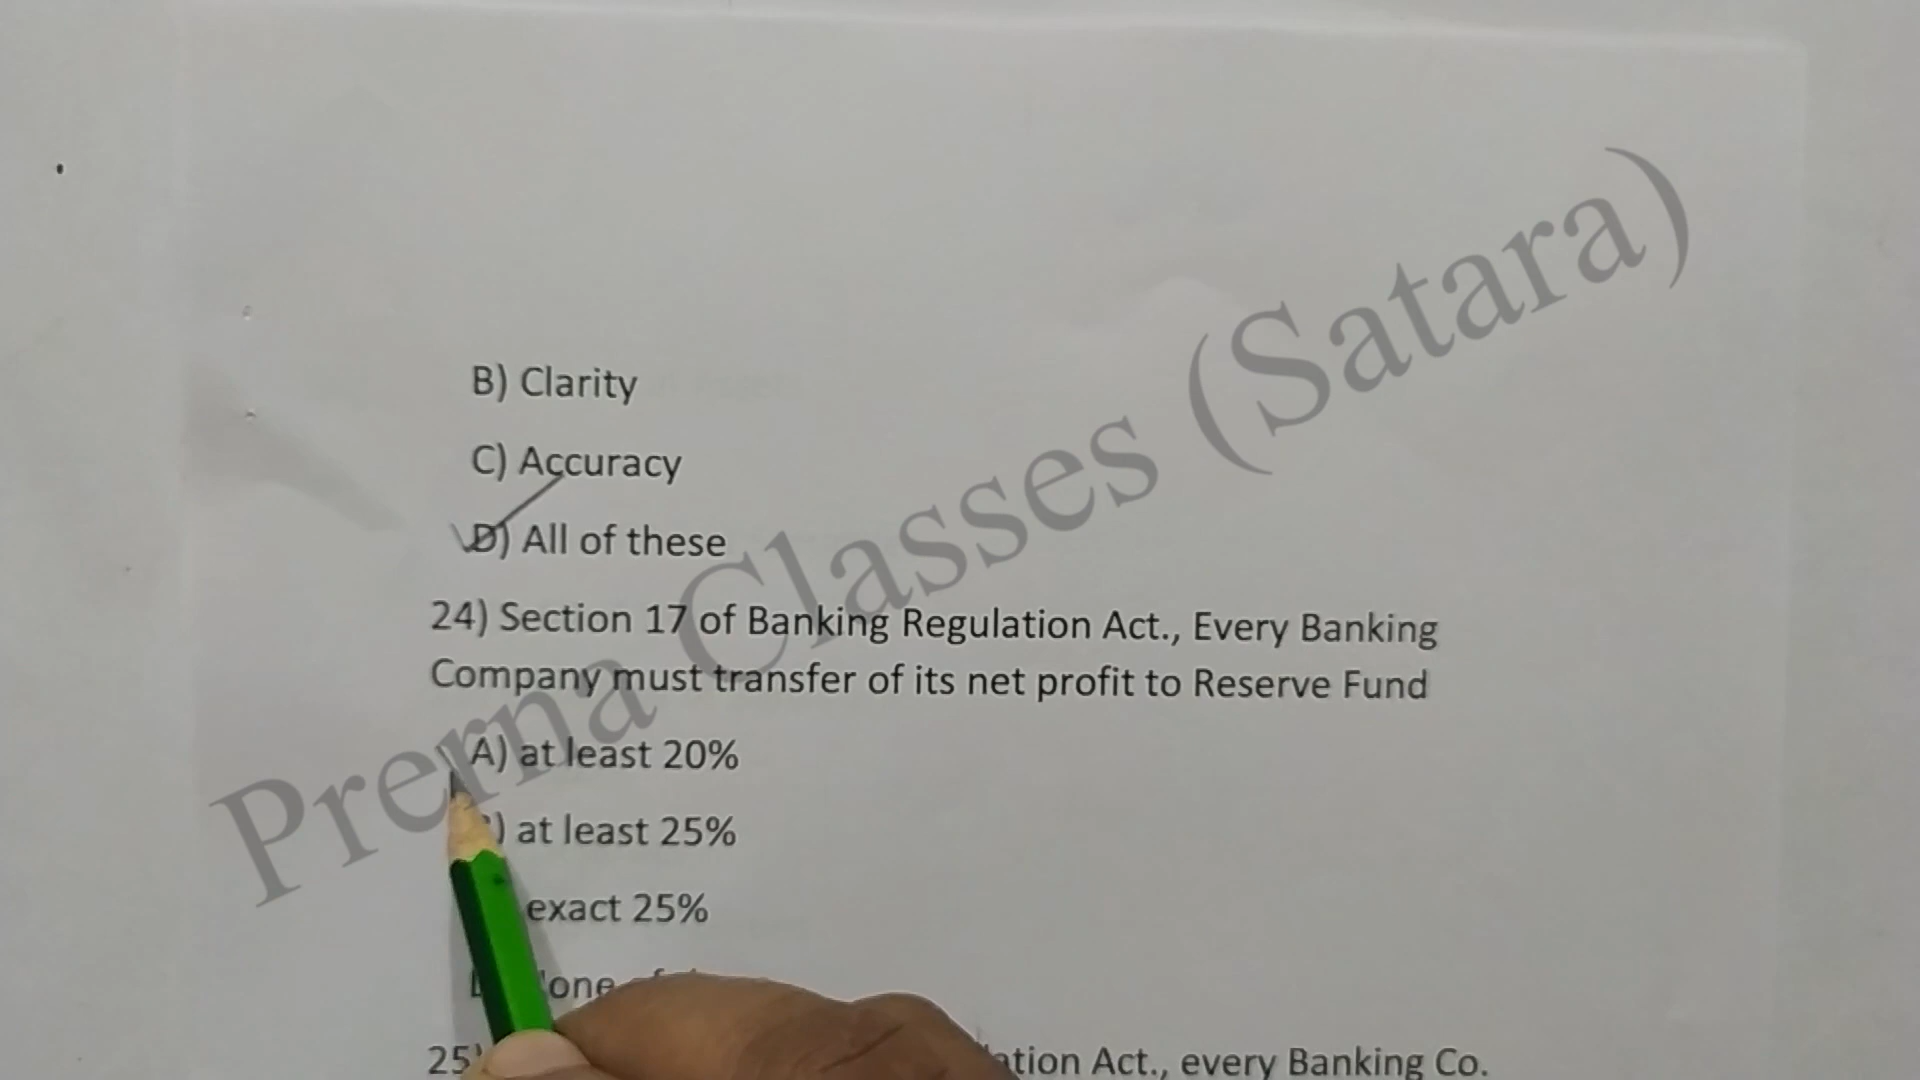 B) Clarity
C) Accuracy
D) All of these
24) Section 17 of Banking Regulation Act., Every Banking
Company must transfer of its net profit to Reserve Fund
A) at least 20%
) at least 25%
exact 25%
25)
Act., every Banking Co.
Prerna Classes (Satara)